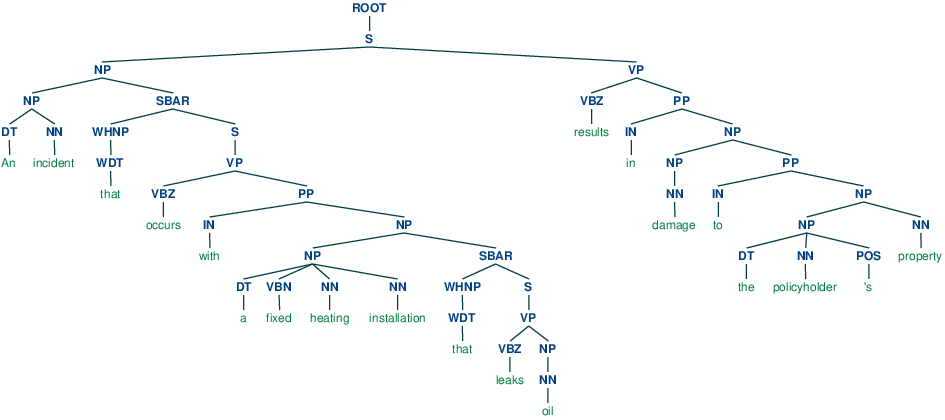 ROOT
S
NP VP
NP SBAR VBZ PP
DT NN WHNP S results IN NP
An incident WDT VP in NP PP
that VBZ PP NN IN NP
occurs IN NP damage to NP NN
with NP SBAR DT NN POS property
DT VBN NN NN WHNP S the policyholder 's
a fixed heating installation WDT VP
that VBZ NP
leaks NN
oil